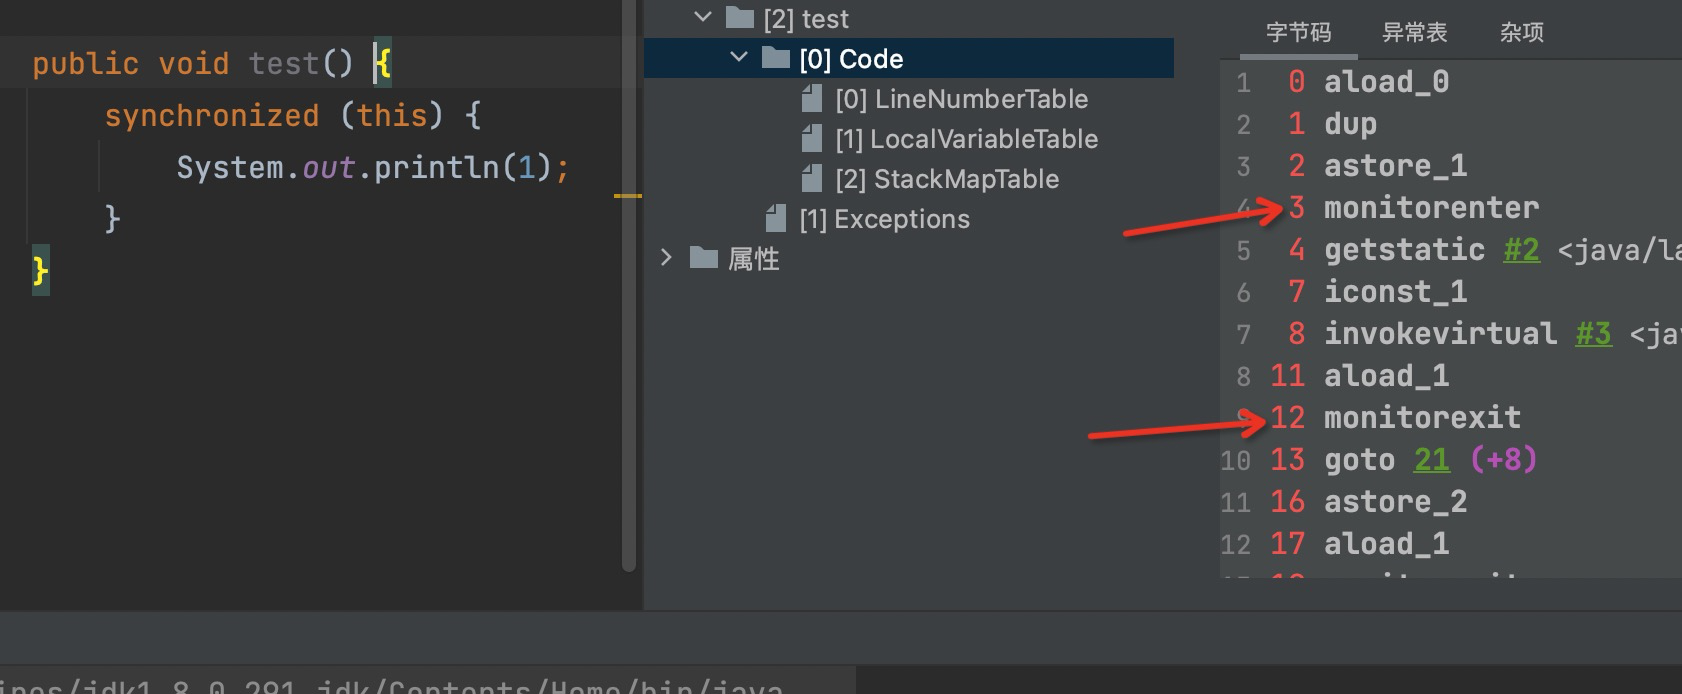 public void test() {
synchronized (this) {
System.out.println(1);
}
}
[2] test
[0] Code
[0] LineNumberTable
[1] LocalVariableTable
[2] StackMapTable
[1] Exceptions
属性
字节码 异常表 杂项
1 0 aload_0
2 1 dup
3 2 astore_1
4 3 monitorenter
5 4 getstatic #2 <java/la
6 7 iconst_1
7 8 invokevirtual #3 <jav
8 11 aload_1
9 12 monitorexit
10 13 goto 21 (+8)
11 16 astore_2
12 17 aload_1
ines/jdk1.8.0_291.jdk/Contents/Home/bin/java